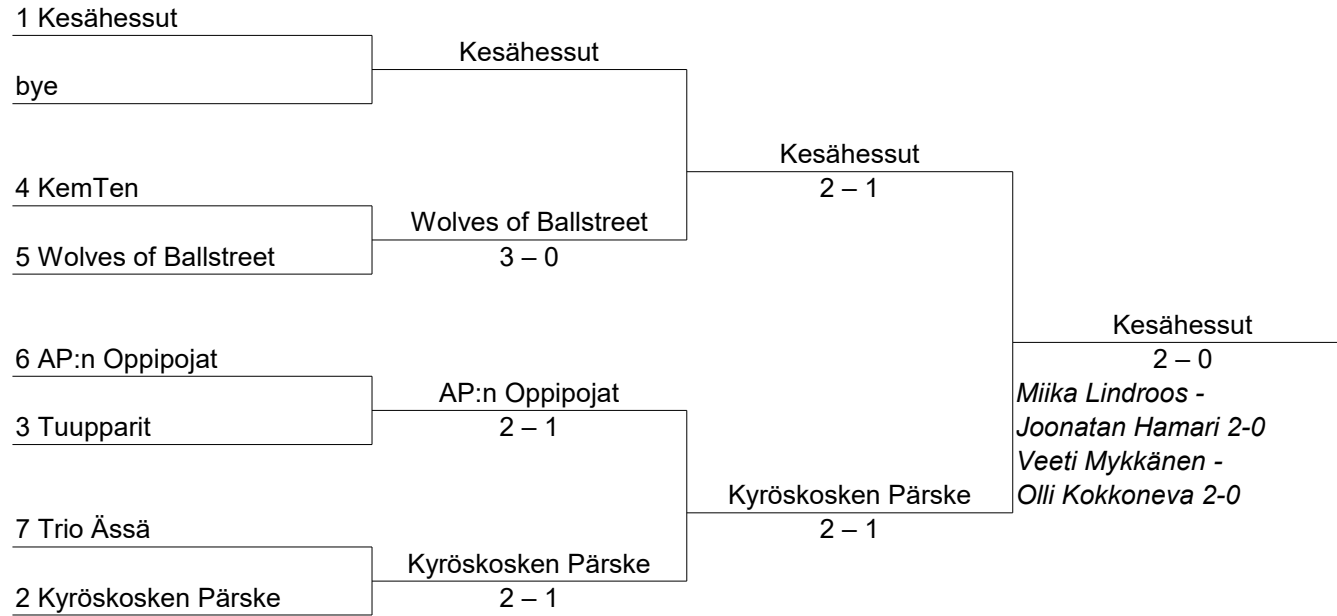 1 Kesähessut
Kesähessut
bye
Kesähessut
2 – 1
4 KemTen
Wolves of Ballstreet
3 – 0
5 Wolves of Ballstreet
Kesähessut
2 – 0
6 AP:n Oppipojat
AP:n Oppipojat
2 – 1
Miika Lindroos -
Joonatan Hamari 2-0
Veeti Mykkänen -
Olli Kokkoneva 2-0
3 Tuupparit
Kyröskosken Pärske
2 – 1
7 Trio Ässä
Kyröskosken Pärske
2 – 1
2 Kyröskosken Pärske